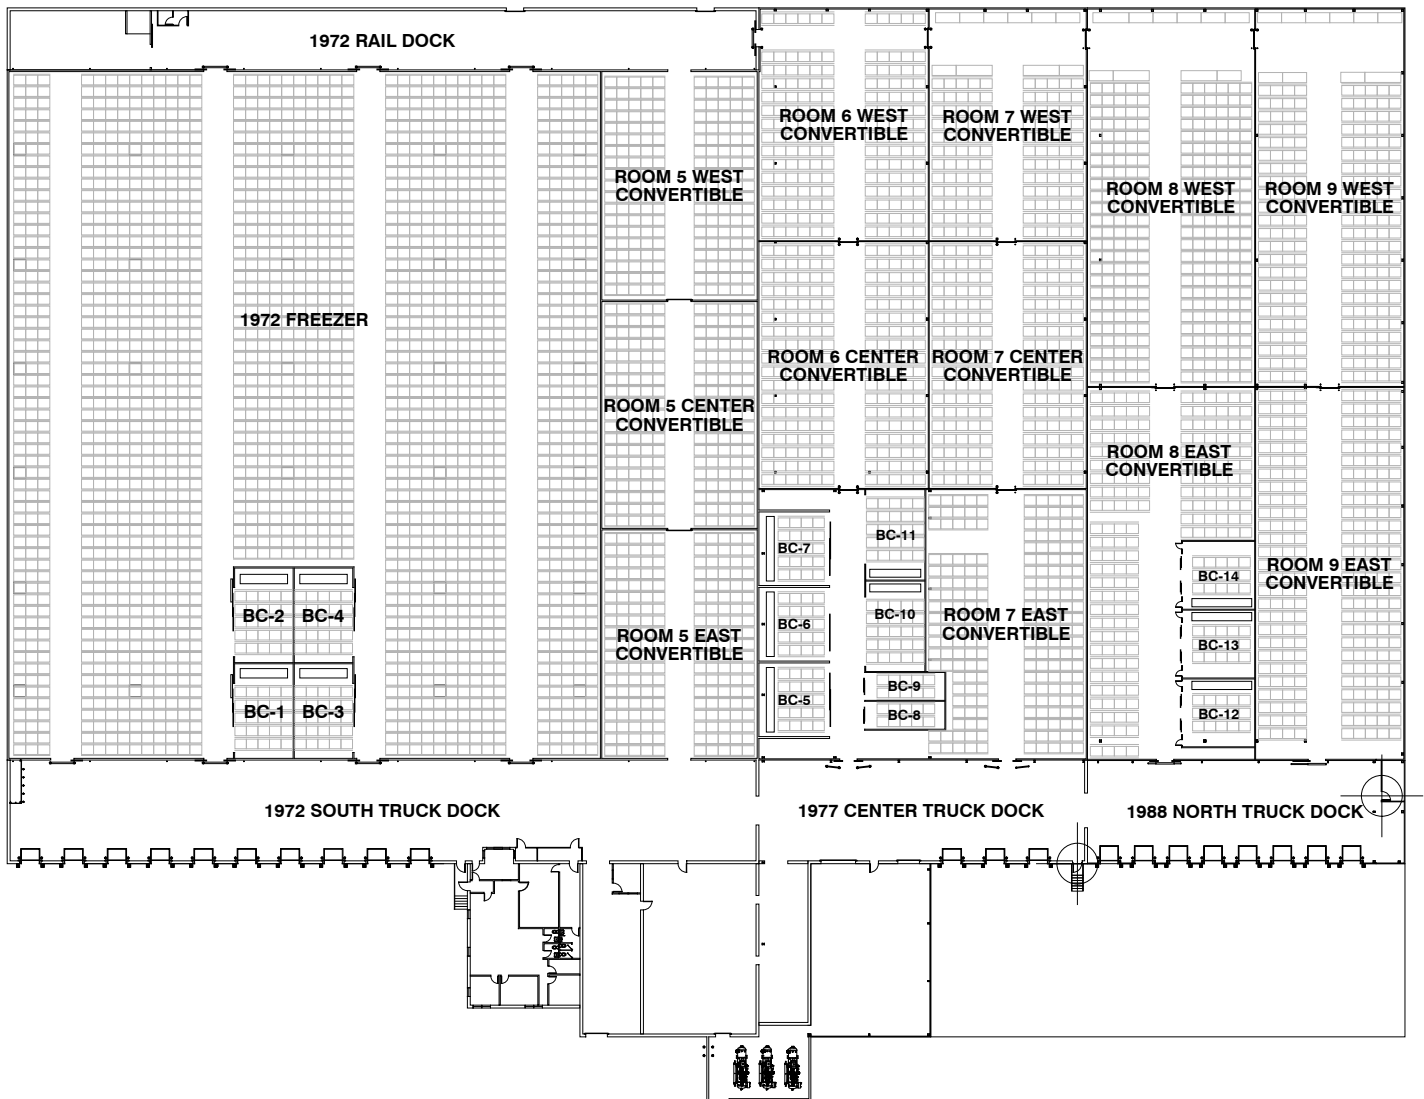 1972 RAIL DOCK
ROOM 6 WEST
CONVERTIBLE
ROOM 7 WEST
CONVERTIBLE
ROOM 5 WEST
CONVERTIBLE
ROOM 8 WEST
CONVERTIBLE
ROOM 9 WEST
CONVERTIBLE
1972 FREEZER
ROOM 6 CENTER
CONVERTIBLE
ROOM 7 CENTER
CONVERTIBLE
ROOM 5 CENTER
CONVERTIBLE
ROOM 8 EAST
CONVERTIBLE
BC-7
BC-11
BC-14
ROOM 9 EAST
CONVERTIBLE
BC-2
BC-4
BC-6
BC-10
ROOM 7 EAST
CONVERTIBLE
ROOM 5 EAST
CONVERTIBLE
BC-13
BC-9
BC-5
BC-1
BC-3
BC-8
BC-12
1972 SOUTH TRUCK DOCK
1977 CENTER TRUCK DOCK
1988 NORTH TRUCK DOCK